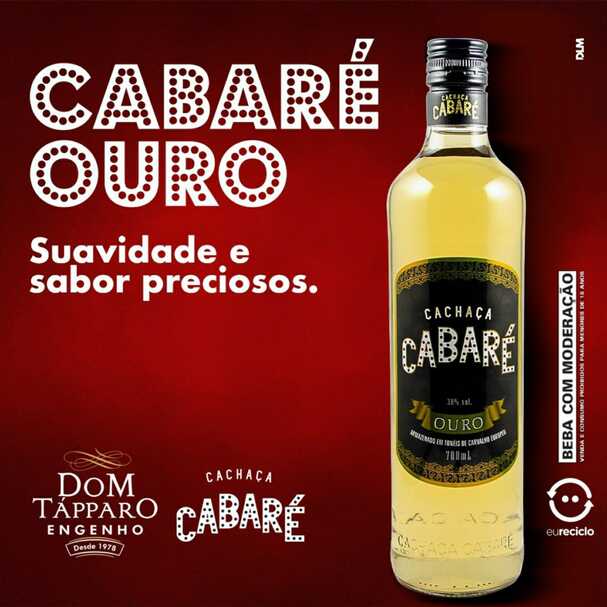 CABARÉ
OURO
Suavidade e
sabor preciosos.
DOM
TÁPPARO
ENGENHO
Desde 1978
CACHAÇA
CABARÉ
CACHAÇA
CABARÉ
CACHAÇA
CABARÉ
38% vol.
OURO
ARMAZENADO EM TONÉIS DE CARVALHO EUROPEU
700mL
CACHAÇA CABARÉ
DLM
BEBA COM MODERAÇÃO
VENDA E CONSUMO PROIBIDOS PARA MENORES DE 18 ANOS
eureciclo